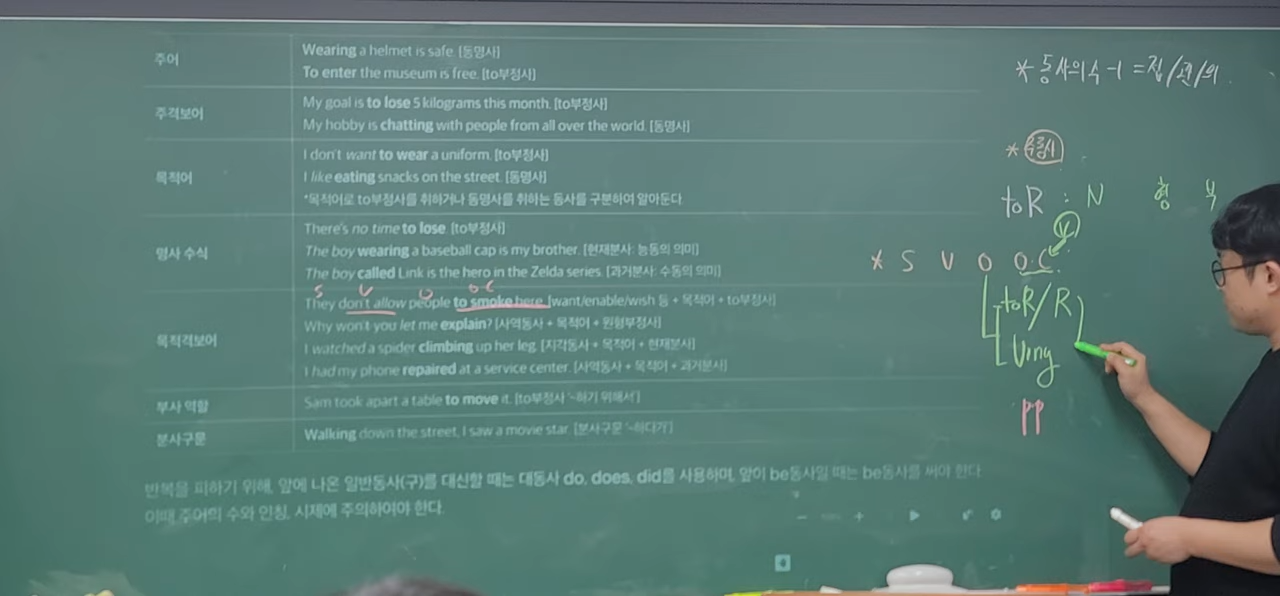 주어
Wearing a helmet is safe. [동명사]
To enter the museum is free. [to부정사]
주격보어
My goal is to lose 5 kilograms this month. [to부정사]
My hobby is chatting with people from all over the world. [동명사]
목적어
I don't want to wear a uniform. [to부정사]
I like eating snacks on the street. [동명사]
*목적어로 to부정사를 취하거나 동명사를 취하는 동사를 구분하여 알아둔다.
명사 수식
There's no time to lose. [to부정사]
The boy wearing a baseball cap is my brother. [현재분사: 능동의 의미]
The boy called Link is the hero in the Zelda series. [과거분사: 수동의 의미]
S V O O.C
목적격보어
They don't allow people to smoke here. [want/enable/wish 등 + 목적어 + to부정사]
Why won't you let me explain? [사역동사 + 목적어 + 원형부정사]
I watched a spider climbing up her leg. [지각동사 + 목적어 + 현재분사]
I had my phone repaired at a service center. [사역동사 + 목적어 + 과거분사]
부사 역할
Sam took apart a table to move it. [to부정사 '~하기 위해서']
분사구문
Walking down the street, I saw a movie star. [분사구문 '~하다가']
반복을 피하기 위해, 앞에 나온 일반동사(구)를 대신할 때는 대동사 do, does, did를 사용하며, 앞이 be동사일 때는 be동사를 써야 한다.
이때 주어의 수와 인칭, 시제에 주의하여야 한다.
* 동사의 수 -1 = 접/관/의
* 준동사
toR : N 형 부
* S V O O.C
toR/R
Ving
PP